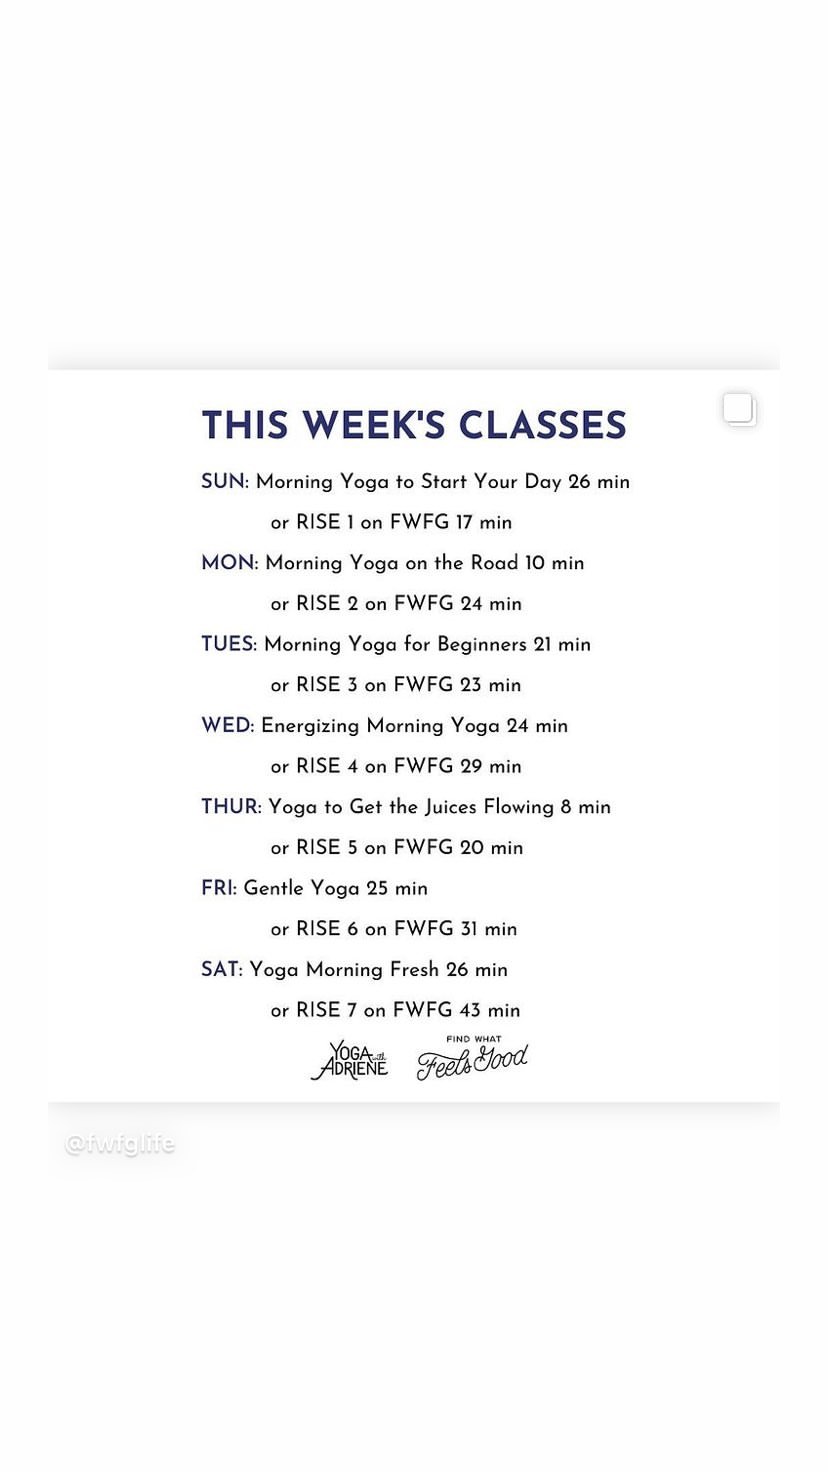 THIS WEEK'S CLASSES
SUN: Morning Yoga to Start Your Day 26 min
or RISE 1 on FWFG 17 min
MON: Morning Yoga on the Road 10 min
or RISE 2 on FWFG 24 min
TUES: Morning Yoga for Beginners 21 min
or RISE 3 on FWFG 23 min
WED: Energizing Morning Yoga 24 min
or RISE 4 on FWFG 29 min
THUR: Yoga to Get the Juices Flowing 8 min
or RISE 5 on FWFG 20 min
FRI: Gentle Yoga 25 min
or RISE 6 on FWFG 31 min
SAT: Yoga Morning Fresh 26 min
or RISE 7 on FWFG 43 min
YOGA with
ADRIENE
FIND WHAT
Feels Good
@fwfglife